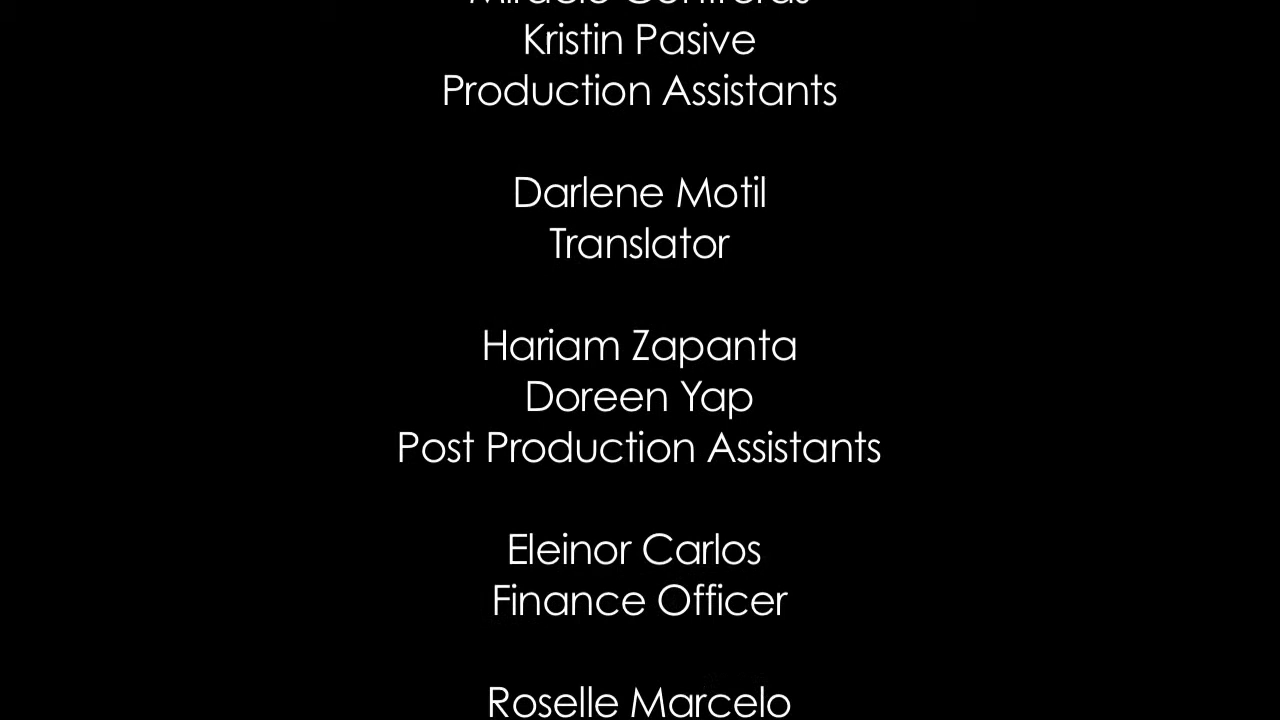 Kristin Pasive
Production Assistants
Darlene Motil
Translator
Hariam Zapanta
Doreen Yap
Post Production Assistants
Eleinor Carlos
Finance Officer
Roselle Marcelo